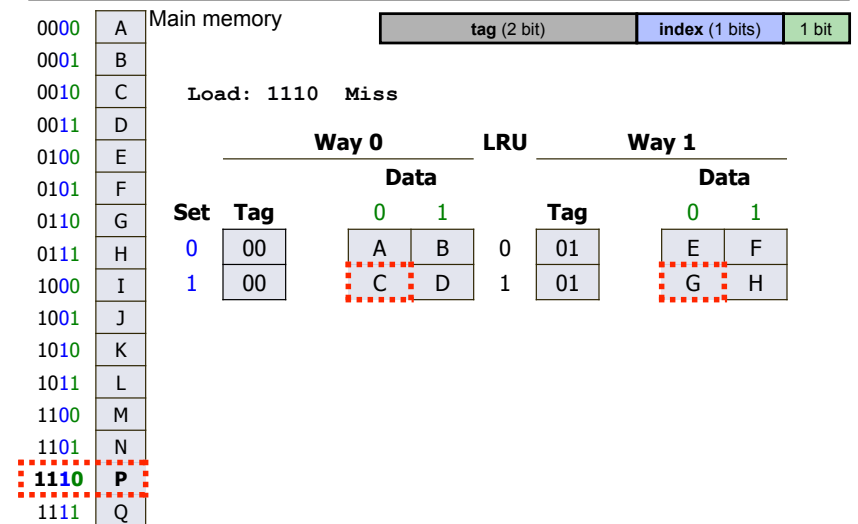 Main memory
tag (2 bit) index (1 bits) 1 bit
0000 A
0001 B
0010 C
0011 D
0100 E
0101 F
0110 G
0111 H
1000 I
1001 J
1010 K
1011 L
1100 M
1101 N
1110 P
1111 Q
Load: 1110 Miss
Way 0 LRU Way 1
Data Data
Set Tag 0 1 Tag 0 1
0 00 A B 0 01 E F
1 00 C D 1 01 G H